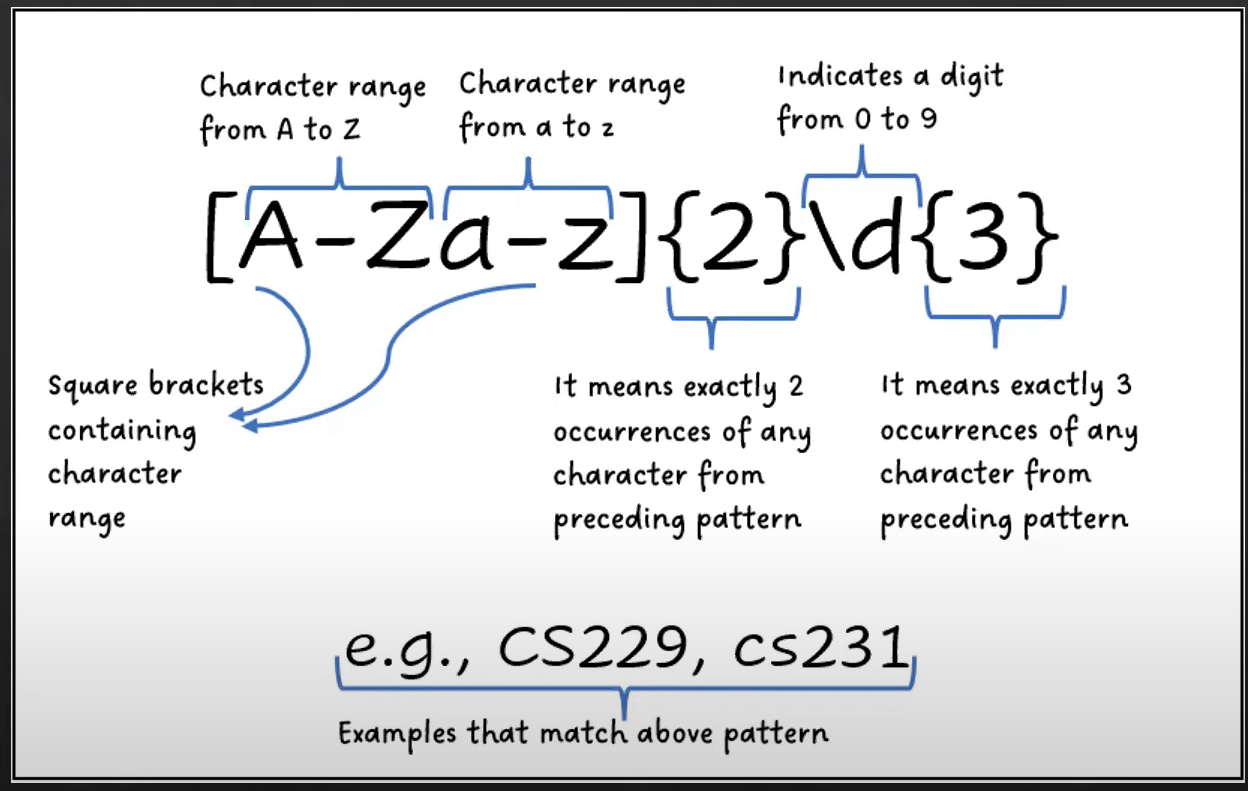 Character range
from A to Z
Character range
from a to z
Indicates a digit
from 0 to 9
[A-Za-z]{2}\d{3}
Square brackets
containing
character
range
It means exactly 2
occurrences of any
character from
preceding pattern
It means exactly 3
occurrences of any
character from
preceding pattern
e.g., CS229, cs231
Examples that match above pattern